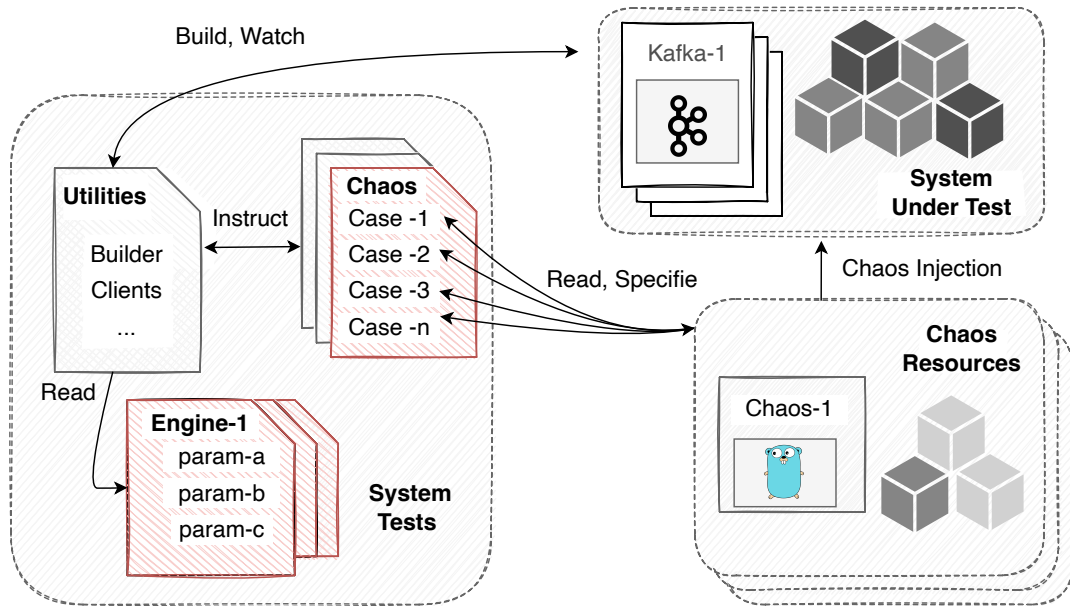 Build, Watch
Kafka-1
System
Under Test
Utilities
Builder
Clients
...
Instruct
Chaos
Case -1
Case -2
Case -3
Case -n
Read, Specifie
Chaos Injection
Read
Engine-1
param-a
param-b
param-c
System
Tests
Chaos
Resources
Chaos-1